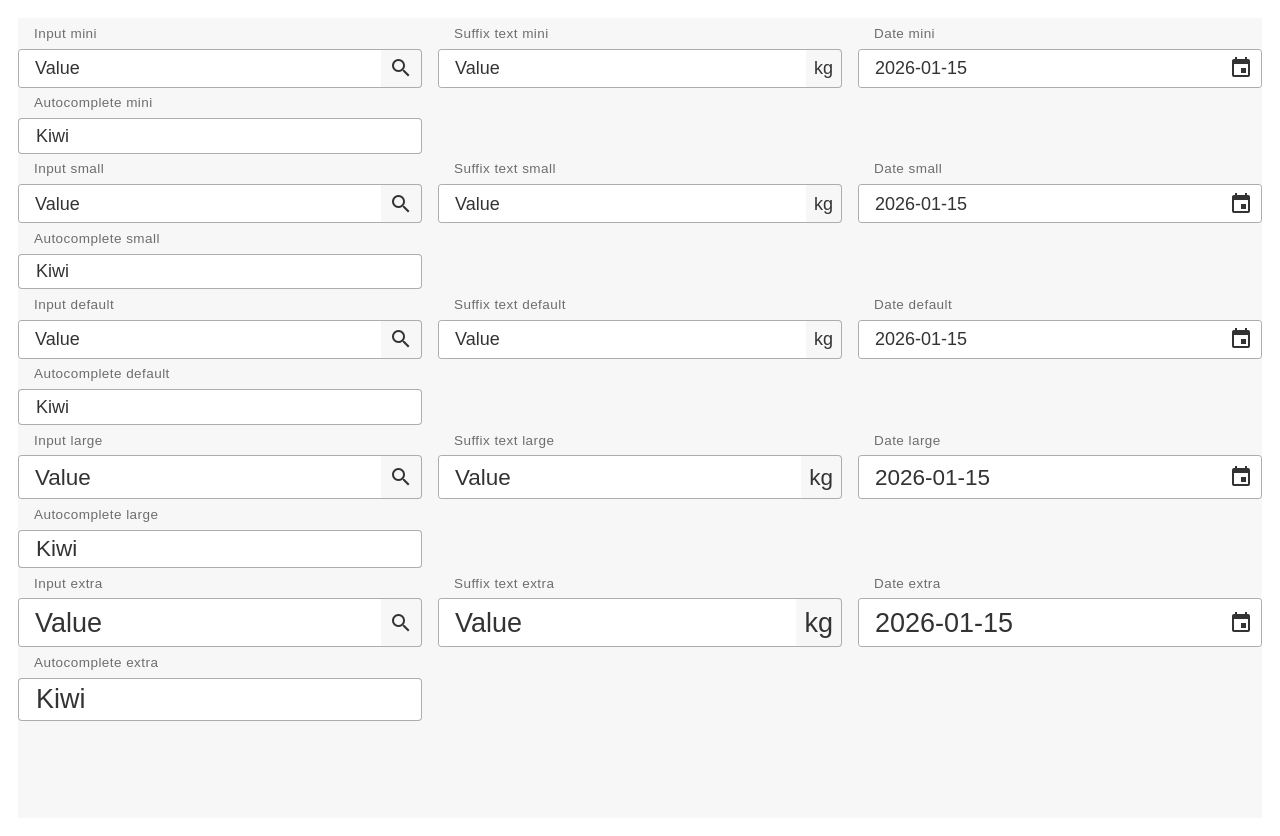 Input mini
Suffix text mini
Date mini
Value
Value kg
2026-01-15
Autocomplete mini
Kiwi
Input small
Suffix text small
Date small
Value
Value kg
2026-01-15
Autocomplete small
Kiwi
Input default
Suffix text default
Date default
Value
Value kg
2026-01-15
Autocomplete default
Kiwi
Input large
Suffix text large
Date large
Value
Value kg
2026-01-15
Autocomplete large
Kiwi
Input extra
Suffix text extra
Date extra
Value
Value kg
2026-01-15
Autocomplete extra
Kiwi